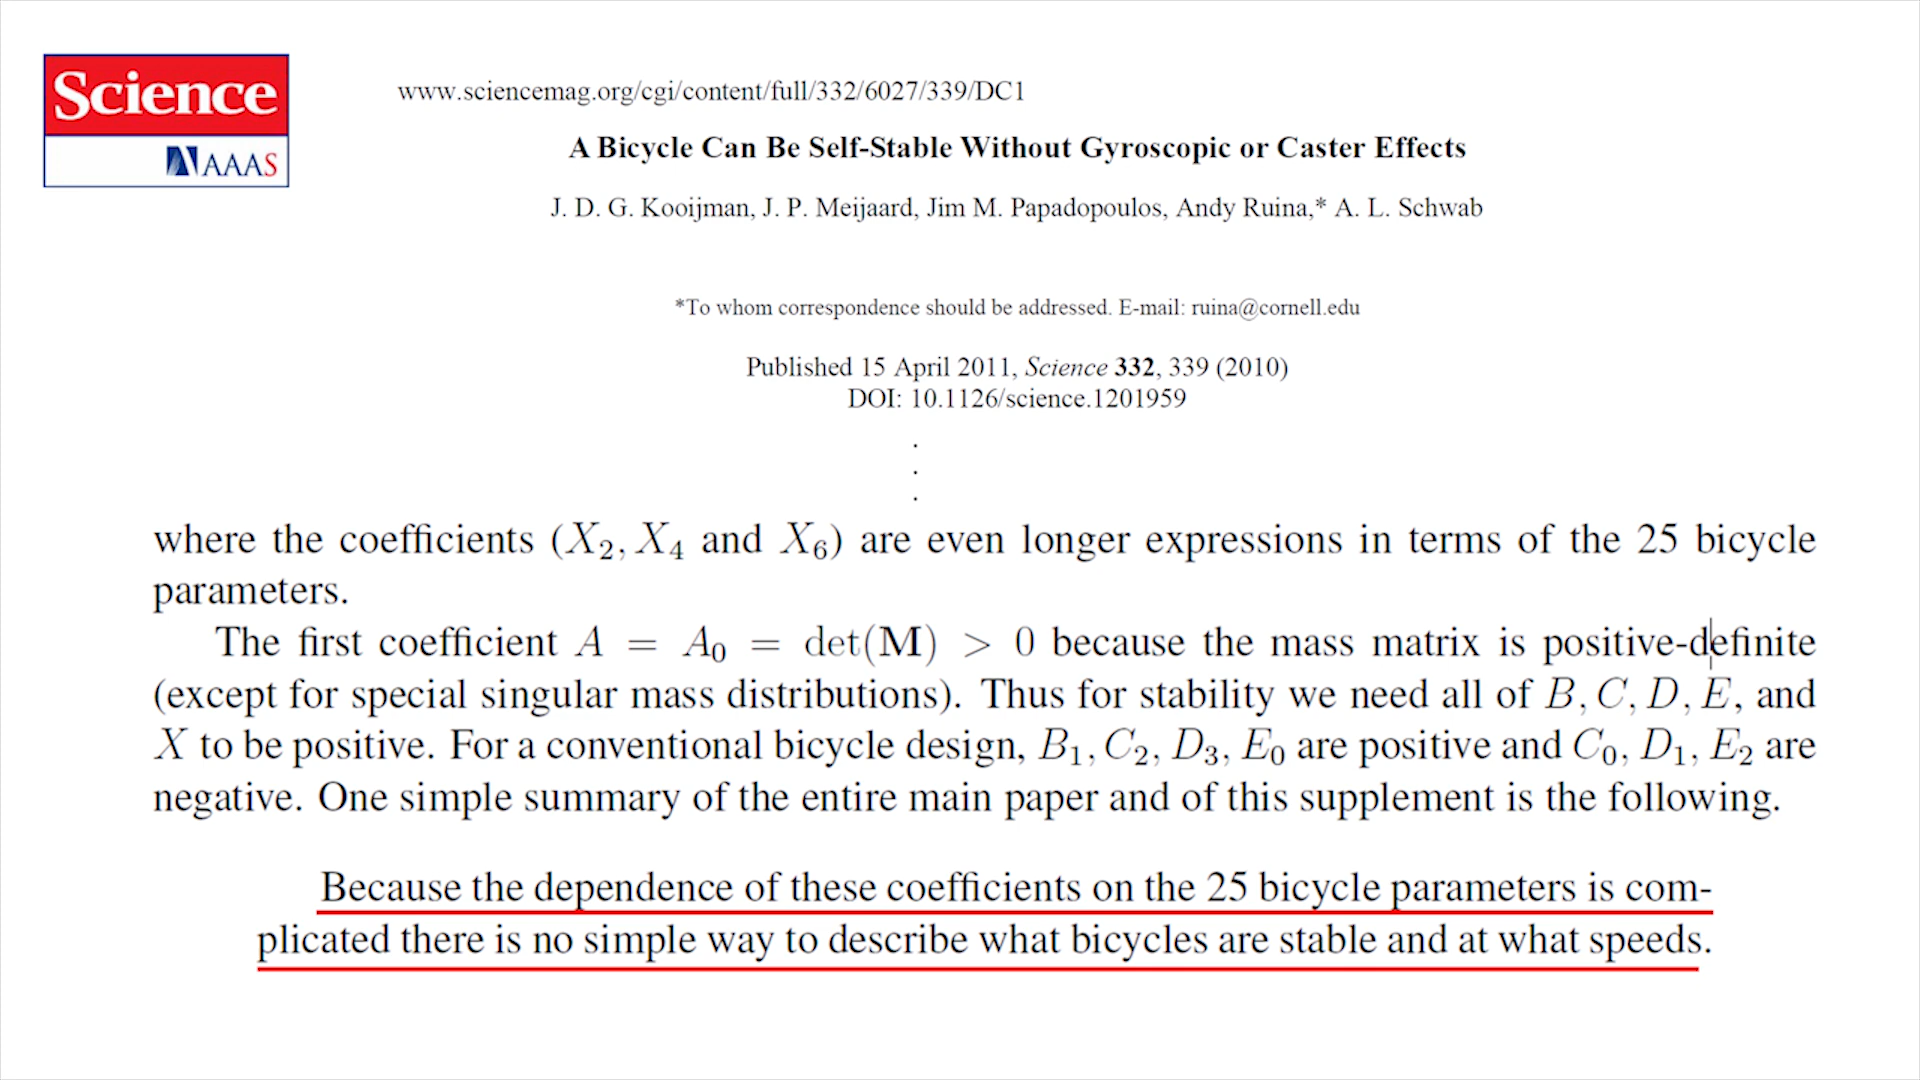 Science
AAAS
www.sciencemag.org/cgi/content/full/332/6027/339/DC1
A Bicycle Can Be Self-Stable Without Gyroscopic or Caster Effects
J. D. G. Kooijman, J. P. Meijaard, Jim M. Papadopoulos, Andy Ruina,* A. L. Schwab
*To whom correspondence should be addressed. E-mail: ruina@cornell.edu
Published 15 April 2011, Science 332, 339 (2010)
DOI: 10.1126/science.1201959
.
.
.
where the coefficients (X₂, X₄ and X₆) are even longer expressions in terms of the 25 bicycle
parameters.
The first coefficient A = A₀ = det(M) > 0 because the mass matrix is positive-definite
(except for special singular mass distributions). Thus for stability we need all of B, C, D, E, and
X to be positive. For a conventional bicycle design, B₁, C₂, D₃, E₀ are positive and C₀, D₁, E₂ are
negative. One simple summary of the entire main paper and of this supplement is the following.
Because the dependence of these coefficients on the 25 bicycle parameters is com-
plicated there is no simple way to describe what bicycles are stable and at what speeds.